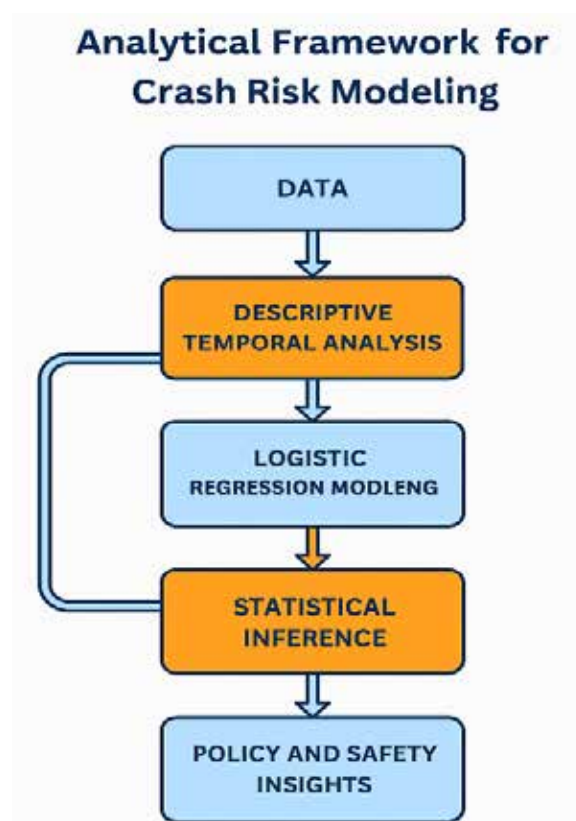 Analytical Framework for
Crash Risk Modeling
DATA
DESCRIPTIVE
TEMPORAL ANALYSIS
LOGISTIC
REGRESSION MODLENG
STATISTICAL
INFERENCE
POLICY AND SAFETY
INSIGHTS